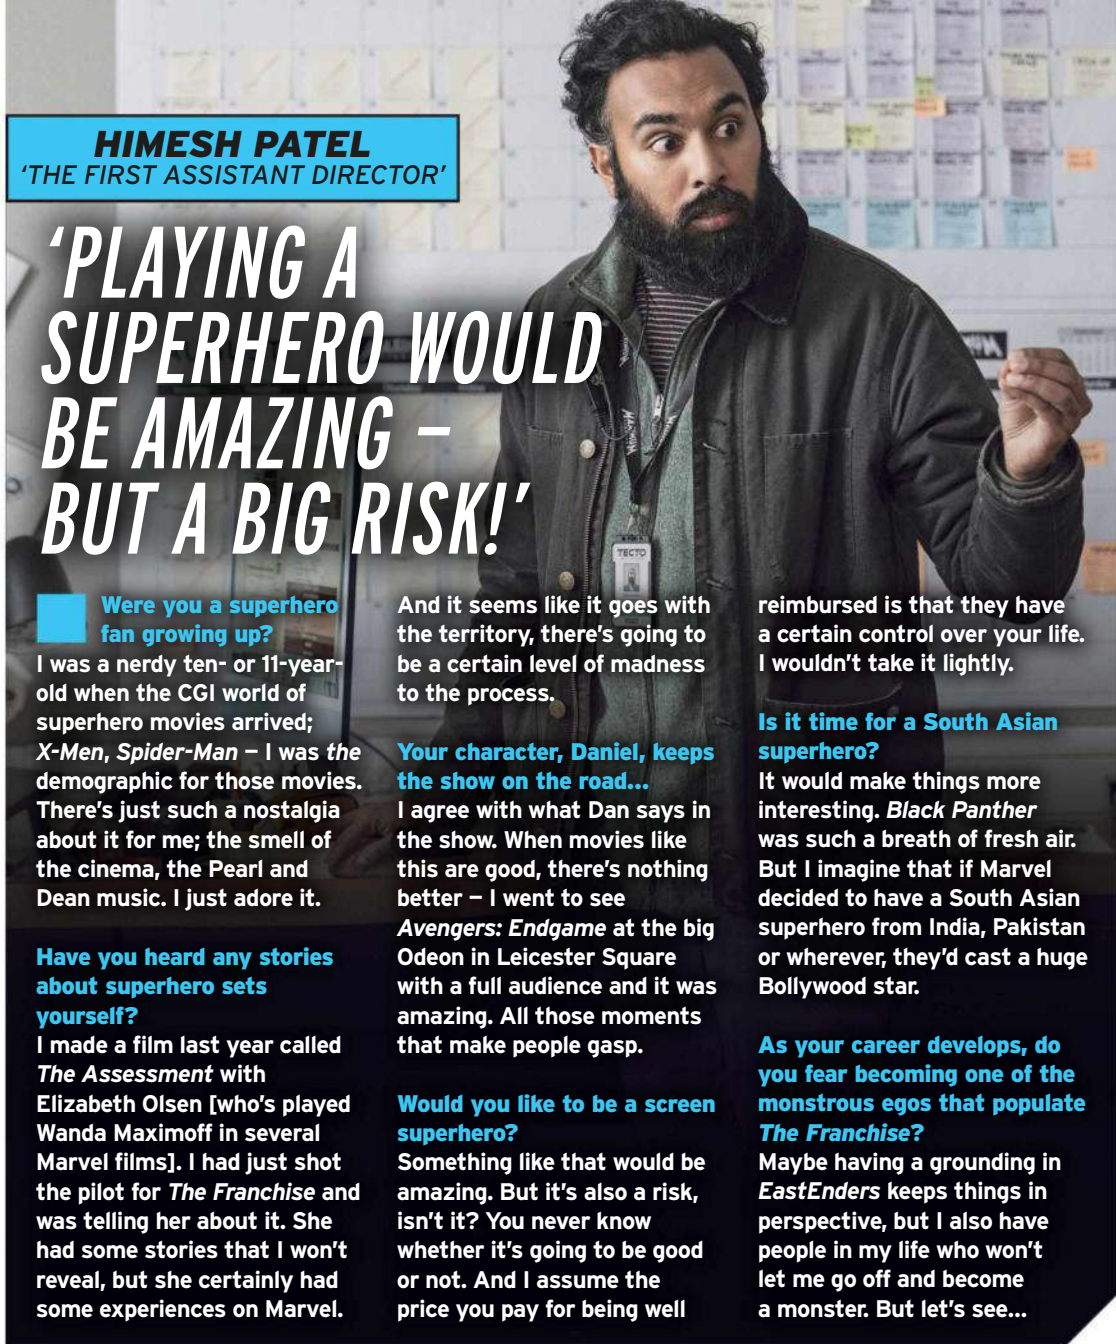 HIMESH PATEL
‘THE FIRST ASSISTANT DIRECTOR’
‘PLAYING A
SUPERHERO WOULD
BE AMAZING –
BUT A BIG RISK!’
TECTO
Were you a superhero
fan growing up?
I was a nerdy ten- or 11-year-
old when the CGI world of
superhero movies arrived;
X-Men, Spider-Man – I was the
demographic for those movies.
There’s just such a nostalgia
about it for me; the smell of
the cinema, the Pearl and
Dean music. I just adore it.
Have you heard any stories
about superhero sets
yourself?
I made a film last year called
The Assessment with
Elizabeth Olsen [who’s played
Wanda Maximoff in several
Marvel films]. I had just shot
the pilot for The Franchise and
was telling her about it. She
had some stories that I won’t
reveal, but she certainly had
some experiences on Marvel.
And it seems like it goes with
the territory, there’s going to
be a certain level of madness
to the process.
Your character, Daniel, keeps
the show on the road…
I agree with what Dan says in
the show. When movies like
this are good, there’s nothing
better – I went to see
Avengers: Endgame at the big
Odeon in Leicester Square
with a full audience and it was
amazing. All those moments
that make people gasp.
Would you like to be a screen
superhero?
Something like that would be
amazing. But it’s also a risk,
isn’t it? You never know
whether it’s going to be good
or not. And I assume the
price you pay for being well
reimbursed is that they have
a certain control over your life.
I wouldn’t take it lightly.
Is it time for a South Asian
superhero?
It would make things more
interesting. Black Panther
was such a breath of fresh air.
But I imagine that if Marvel
decided to have a South Asian
superhero from India, Pakistan
or wherever, they’d cast a huge
Bollywood star.
As your career develops, do
you fear becoming one of the
monstrous egos that populate
The Franchise?
Maybe having a grounding in
EastEnders keeps things in
perspective, but I also have
people in my life who won’t
let me go off and become
a monster. But let’s see…